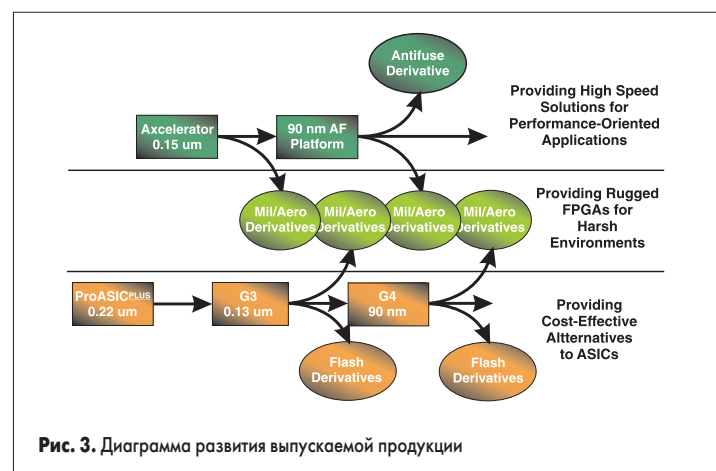 Antifuse
Derivative
Providing High Speed
Solutions for
Performance-Oriented
Applications
Axcelerator
0.15 um
90 nm AF
Platform
Mil/Aero
Derivatives
Mil/Aero
Derivatives
Mil/Aero
Derivatives
Mil/Aero
Derivatives
Providing Rugged
FPGAs for
Harsh
Environments
ProASICPLUS
0.22 um
G3
0.13 um
G4
90 nm
Providing
Cost-Effective
Altternatives
to ASICs
Flash
Derivatives
Flash
Derivatives
Рис. 3. Диаграмма развития выпускаемой продукции